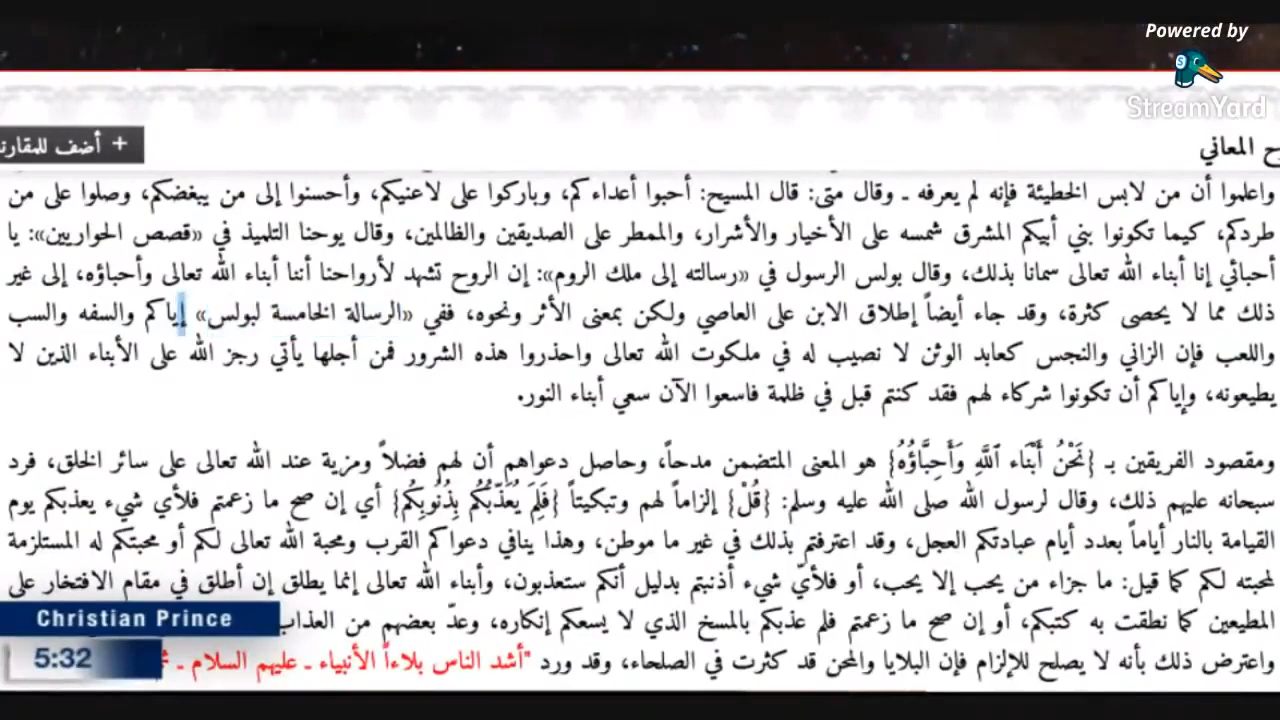 Powered by
StreamYard
+ أضف للمقارنة
ح المعاني
واعلموا أن من لابس الخطيئة فإنه لم يعرفه ـ وقال متى: قال المسيح: أحبوا أعداءكم، وباركوا على لاعنيكم، وأحسنوا إلى من يبغضكم، وصلوا على من
طردكم، كيما تكونوا بني أبيكم المشرق شمسه على الأخيار والأشرار، والممطر على الصديقين والظالمين، وقال يوحنا التلميذ في «قصص الحواريين»: يا
أحبائي إنا أبناء الله تعالى سمانا بذلك، وقال بولس الرسول في «رسالته إلى ملك الروم»: إن الروح تشهد لأرواحنا أننا أبناء الله تعالى وأحباؤه، إلى غير
ذلك مما لا يحصى كثرة، وقد جاء أيضاً إطلاق الابن على العاصي ولكن بمعنى الأثر ونحوه، ففي «الرسالة الخامسة لبولس» إياكم والسفه والسب
واللعب فإن الزاني والنجس كعابد الوثن لا نصيب له في ملكوت الله تعالى واحذروا هذه الشرور فمن أجلها يأتي رجز الله على الأبناء الذين لا
يطيعونه، وإياكم أن تكونوا شركاء لهم فقد كنتم قبل في ظلمة فاسعوا الآن سعي أبناء النور.
ومقصود الفريقين بـ {نَحْنُ أَبْنَاء ٱللَّهِ وَأَحِبَّاؤُهُ} هو المعنى المتضمن مدحاً، وحاصل دعواهم أن لهم فضلاً ومزية عند الله تعالى على سائر الخلق، فرد
سبحانه عليهم ذلك، وقال لرسول الله صلى الله عليه وسلم: {قُلْ} إلزاماً لهم وتبكيتاً {فَلِمَ يُعَذِّبُكُم بِذُنُوبِكُم} أي إن صح ما زعمتم فلأي شيء يعذبكم يوم
القيامة بالنار أياماً بعدد أيام عبادتكم العجل، وقد اعترفتم بذلك في غير ما موطن، وهذا ينافي دعواكم القرب ومحبة الله تعالى لكم أو محبتكم له المستلزمة
لمحبته لكم كما قيل: ما جزاء من يحب إلا يحب، أو فلأي شيء أذنبتم بدليل أنكم ستعذبون، وأبناء الله تعالى إنما يطلق إن أطلق في مقام الافتخار على
المطيعين كما نطقت به كتبكم، أو إن صح ما زعمتم فلم عذبكم بالمسخ الذي لا يسعكم إنكاره، وعدّ بعضهم من العذاب
واعترض ذلك بأنه لا يصلح للإلزام فإن البلايا والمحن قد كثرت في الصلحاء، وقد ورد "أشد الناس بلاءاً الأنبياء ـ عليهم السلام ـ
Christian Prince
5:32